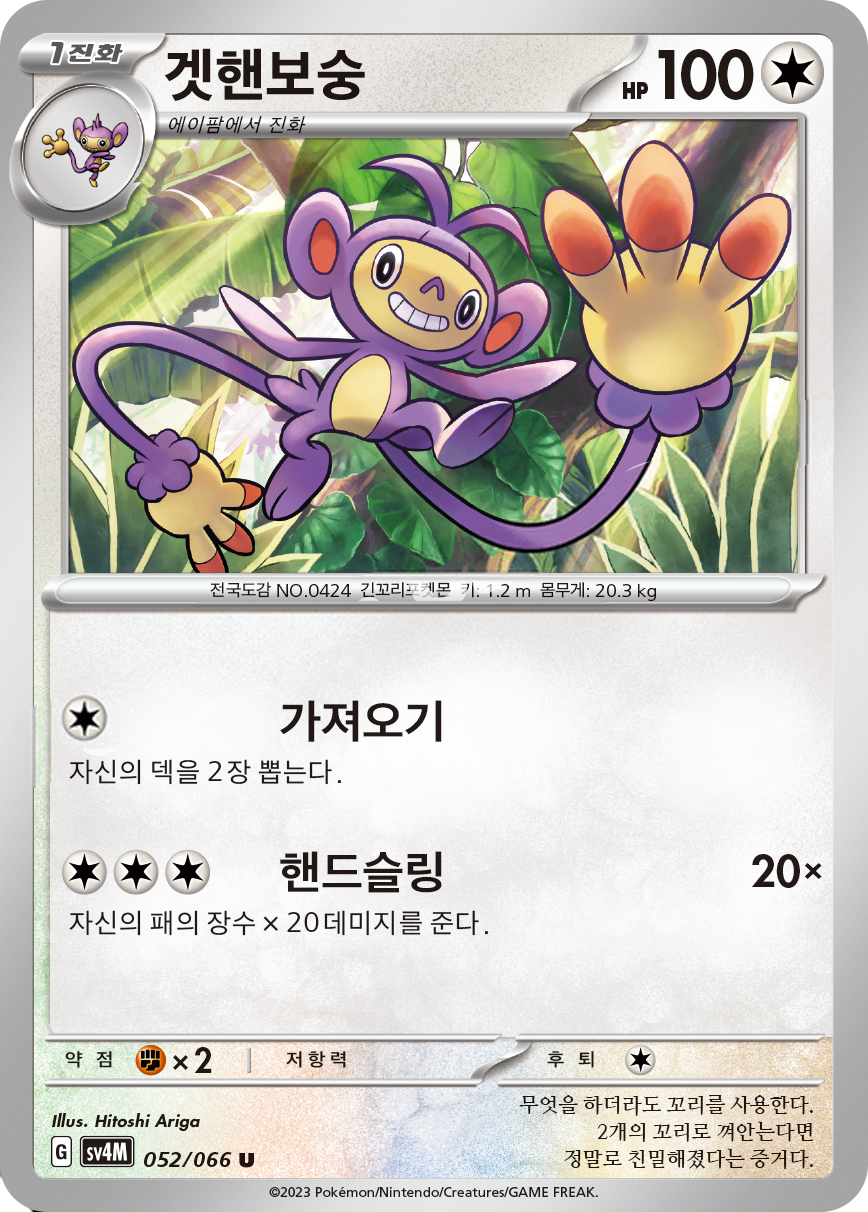 1진화
겟핸보숭
HP 100
에이팜에서 진화
전국도감 NO.0424 긴꼬리포켓몬 키: 1.2 m 몸무게: 20.3 kg
가져오기
자신의 덱을 2장 뽑는다.
핸드슬링 20×
자신의 패의 장수 × 20데미지를 준다.
약점 ×2 저항력 후퇴
무엇을 하더라도 꼬리를 사용한다.
2개의 꼬리로 껴안는다면
정말로 친밀해졌다는 증거다.
Illus. Hitoshi Ariga
G sv4M 052/066 U
©2023 Pokémon/Nintendo/Creatures/GAME FREAK.